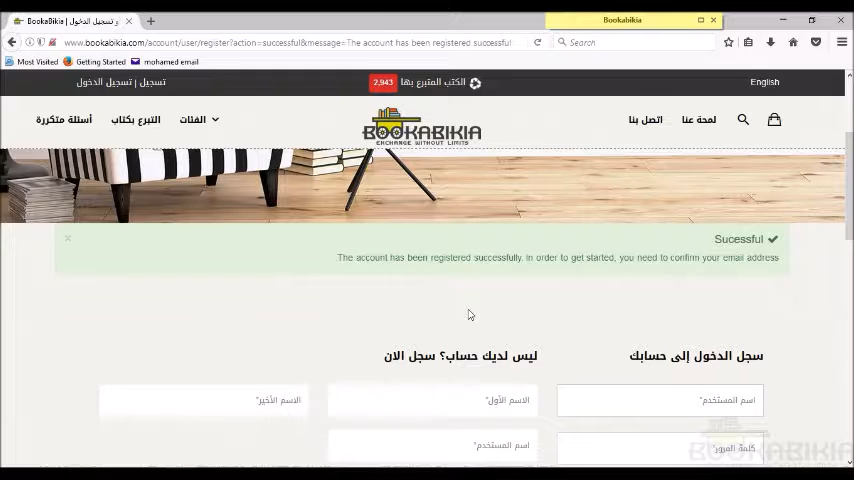 BookaBikia | و تسجيل الدخول
Bookabikia
www.bookabikia.com/account/user/register?action=successful&message=The account has been registered successful
Search
Most Visited
Getting Started
mohamed email
تسجيل | تسجيل الدخول
2,943 الكتب المتبرع بها
English
أسئلة متكررة
التبرع بكتاب
الفئات
BOOKABIKIA
EXCHANGE WITHOUT LIMITS
اتصل بنا
لمحة عنا
×
Sucessful
The account has been registered successfully. In order to get started, you need to confirm your email address
سجل الدخول إلى حسابك
ليس لديك حساب؟ سجل الان
اسم المستخدم*
الاسم الأول*
الاسم الأخير*
كلمة المرور*
اسم المستخدم*
BOOKABIKIA